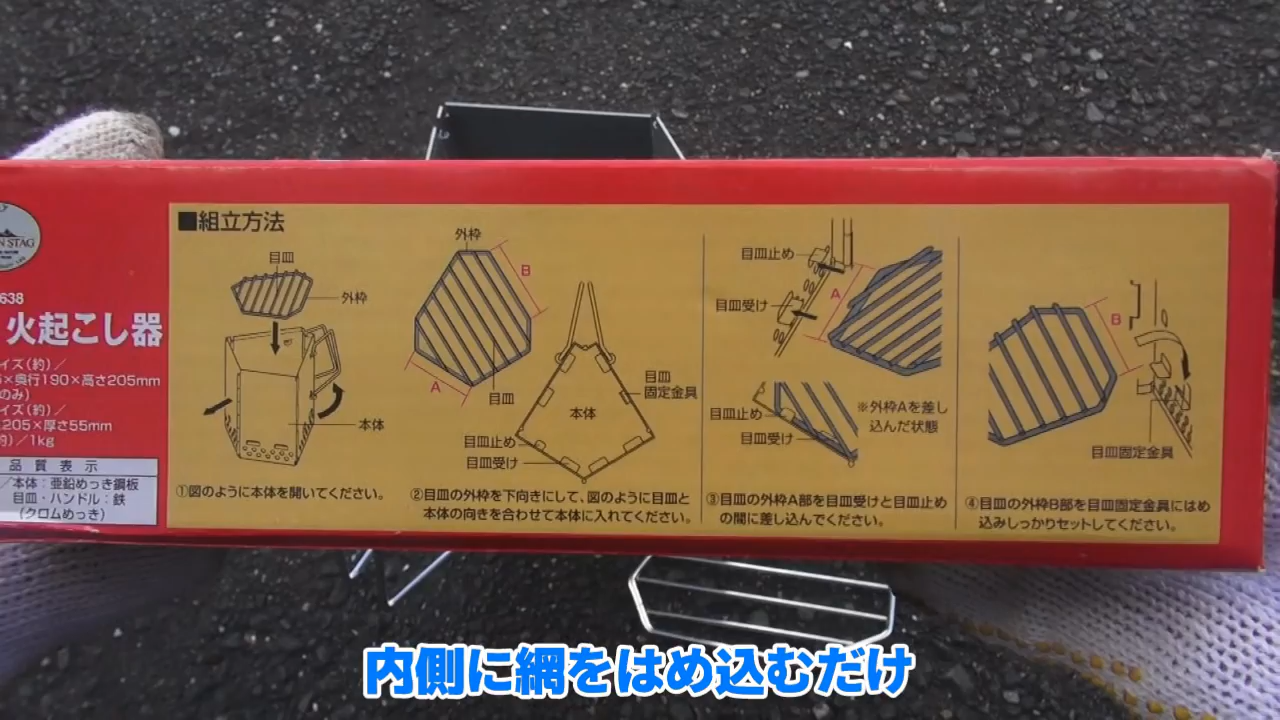 N STAG
638
火起こし器
イズ(約)/
×奥行190×高さ205mm
のみ)
イズ(約)/
205×厚さ55mm
約)/1kg
品質表示
/本体:亜鉛めっき鋼板
目皿・ハンドル:鉄
(クロムめっき)
■組立方法
目皿
外枠
本体
①図のように本体を開いてください。
外枠
B
A
目皿
目皿
固定金具
本体
目皿止め
目皿受け
②目皿の外枠を下向きにして、図のように目皿と
本体の向きを合わせて本体に入れてください。
目皿止め
目皿受け
A
目皿止め
目皿受け
※外枠Aを差し
込んだ状態
③目皿の外枠A部を目皿受けと目皿止め
の間に差し込んでください。
B
目皿固定金具
④目皿の外枠B部を目皿固定金具にはめ
込みしっかりセットしてください。
内側に網をはめ込むだけ